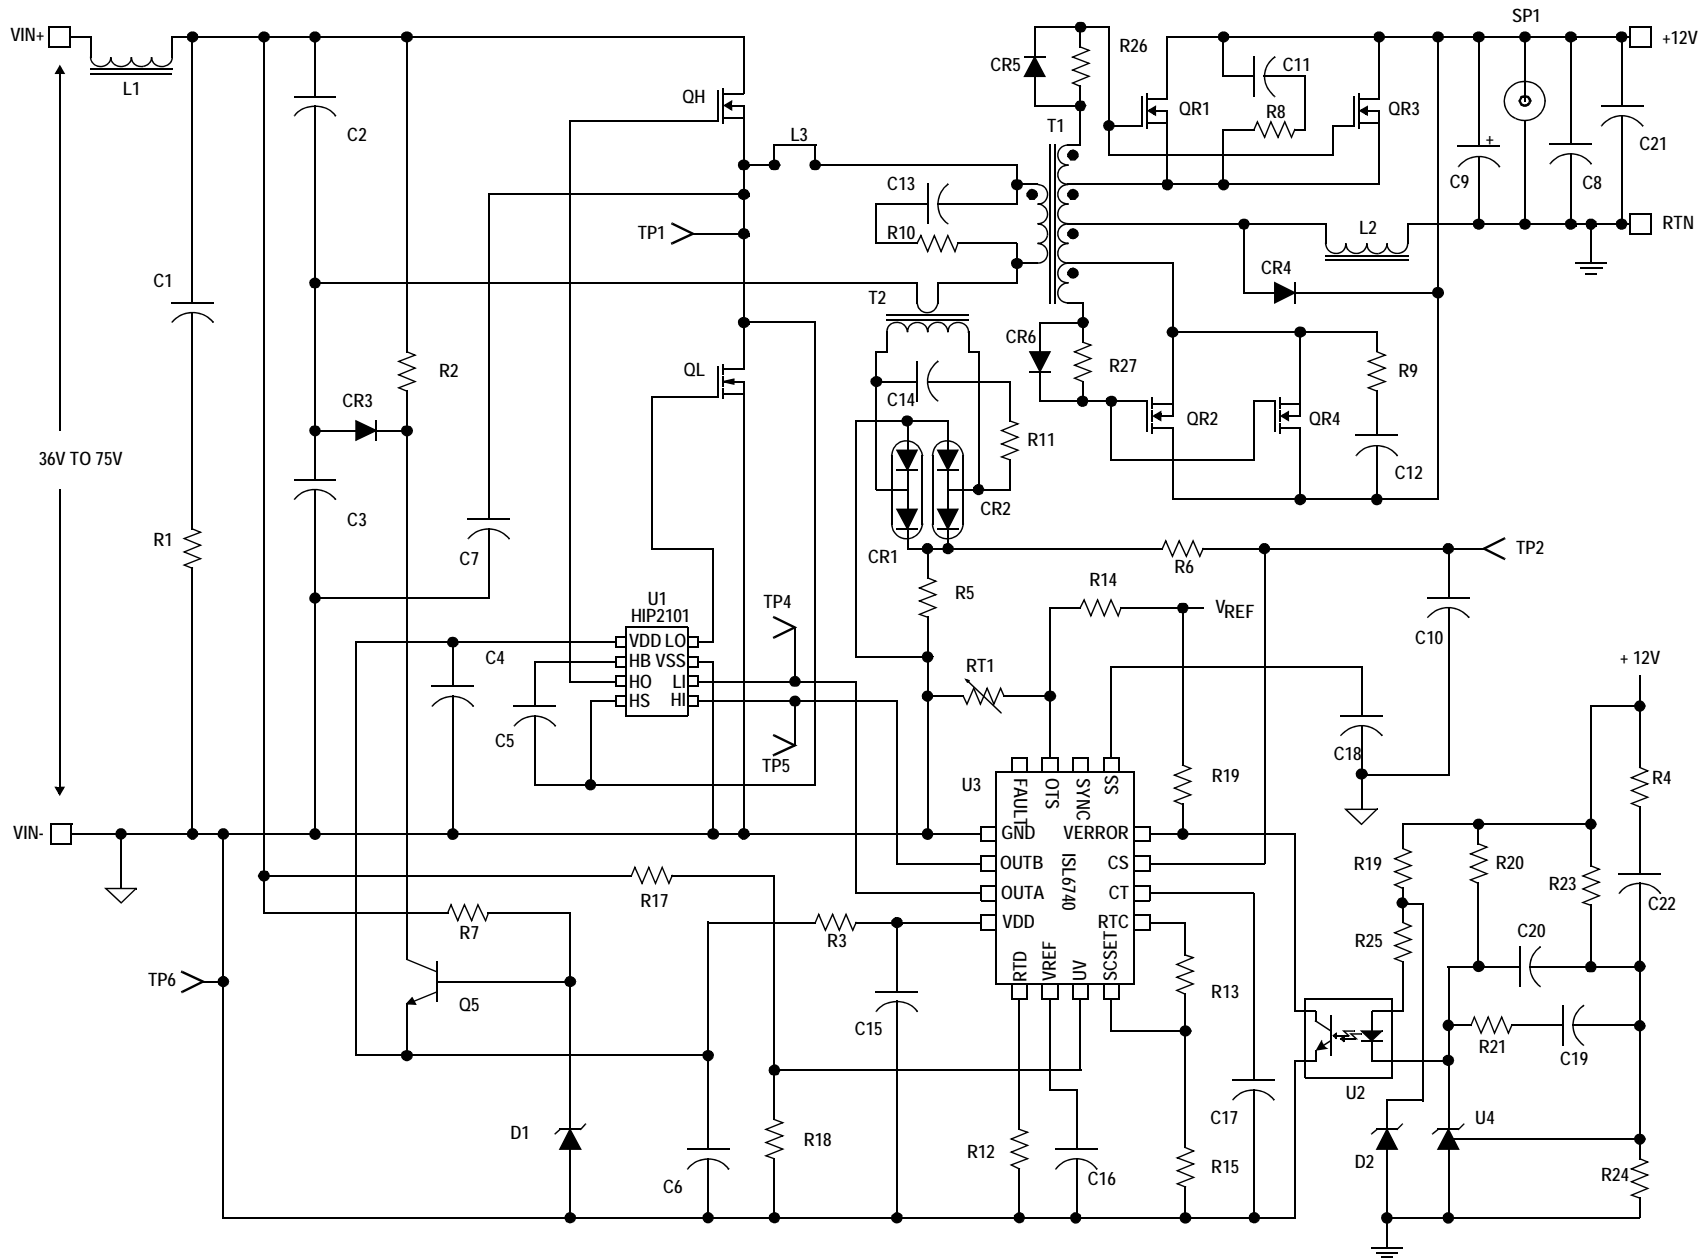 SP1
VIN+
R26
+12V
L1
CR5
C11
QH
R8
QR1
QR3
C2
T1
L3
C21
C13
C9
C8
TP1
R10
L2
RTN
C1
CR4
T2
CR6
R2
QL
R27
R9
CR3
C14
QR2
QR4
R11
36V TO 75V
C12
C3
CR2
R1
C7
CR1
R6
TP2
R14
R5
U1
TP4
HIP2101
VREF
VDD LO
C10
C4
HB VSS
RT1
+ 12V
HO LI
HS HI
C5
C18
TP5
U3
R19
R4
FAULT
OTS
SYNC
SS
VIN-
GND
VERROR
R19
R20
OUTB
CS
R23
ISL6740
OUTA
CT
R17
C22
VDD
RTC
R7
R3
C20
R25
RTD
VREF
UV
SCSET
TP6
R13
Q5
C15
R21
C19
U2
C17
U4
D1
R18
R12
D2
R15
C6
C16
R24